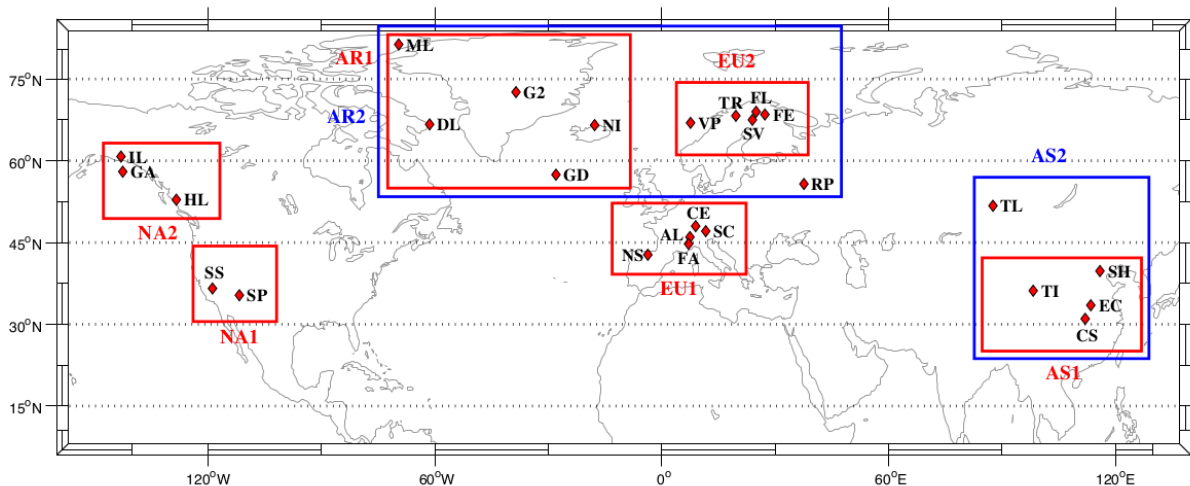 ML
AR1
EU2
75°N
G2
TR
FL
AR2
DL
NI
VP
FE
SV
60°N
IL
AS2
GA
GD
RP
HL
TL
CE
NA2
AL
SC
45°N
NS
FA
SS
EU1
SH
SP
TI
EC
30°N
NA1
CS
AS1
15°N
120°W
60°W
0°
60°E
120°E